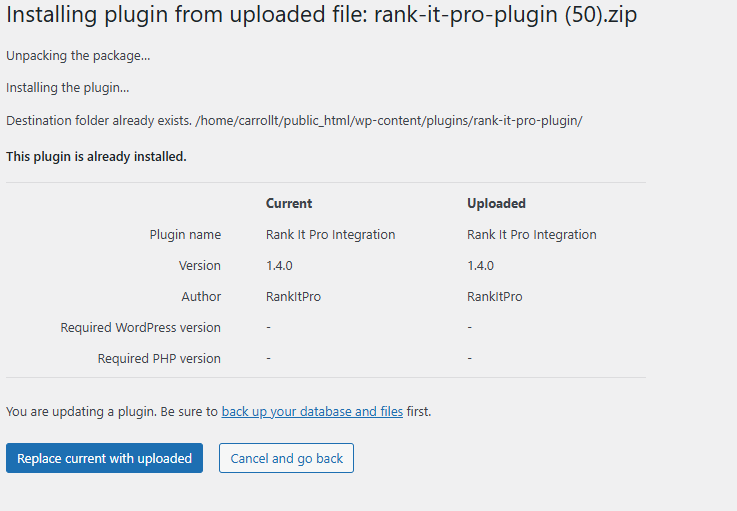 Installing plugin from uploaded file: rank-it-pro-plugin (50).zip
Unpacking the package...
Installing the plugin...
Destination folder already exists. /home/carrollt/public_html/wp-content/plugins/rank-it-pro-plugin/
This plugin is already installed.
Current Uploaded
Plugin name Rank It Pro Integration Rank It Pro Integration
Version 1.4.0 1.4.0
Author RankItPro RankItPro
Required WordPress version - -
Required PHP version - -
You are updating a plugin. Be sure to back up your database and files first.
Replace current with uploaded Cancel and go back